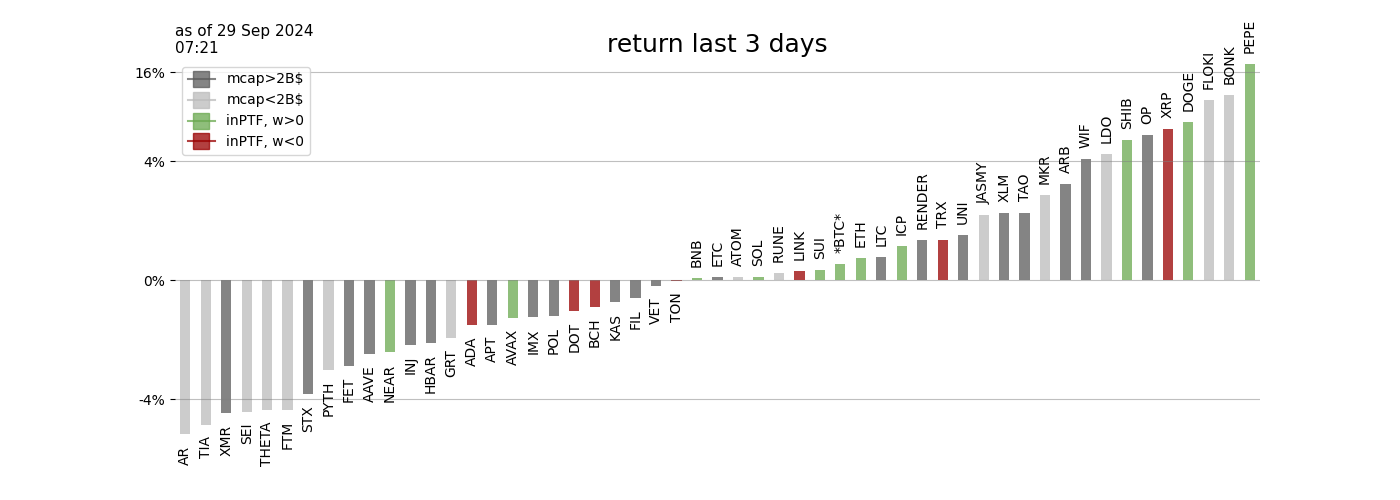 as of 29 Sep 2024
07:21
return last 3 days
mcap>2B$
mcap<2B$
inPTF, w>0
inPTF, w<0
16%
4%
0%
-4%
AR
TIA
XMR
SEI
THETA
FTM
STX
PYTH
FET
AAVE
NEAR
INJ
HBAR
GRT
ADA
APT
AVAX
IMX
POL
DOT
BCH
KAS
FIL
VET
TON
BNB
ETC
ATOM
SOL
RUNE
LINK
SUI
*BTC*
ETH
LTC
ICP
RENDER
TRX
UNI
JASMY
XLM
TAO
MKR
ARB
WIF
LDO
SHIB
OP
XRP
DOGE
FLOKI
BONK
PEPE